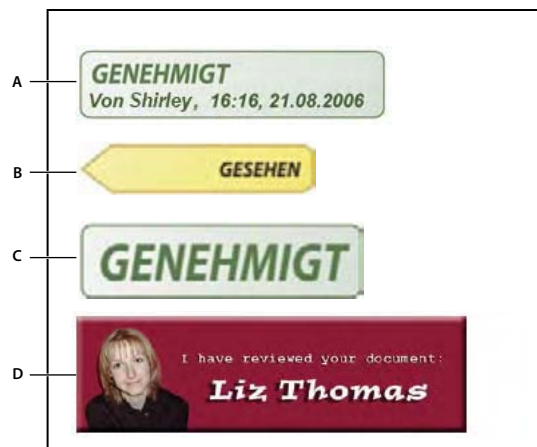 A
GENEHMIGT
Von Shirley, 16:16, 21.08.2006
B
GESEHEN
C
GENEHMIGT
D
I have reviewed your document:
Liz Thomas